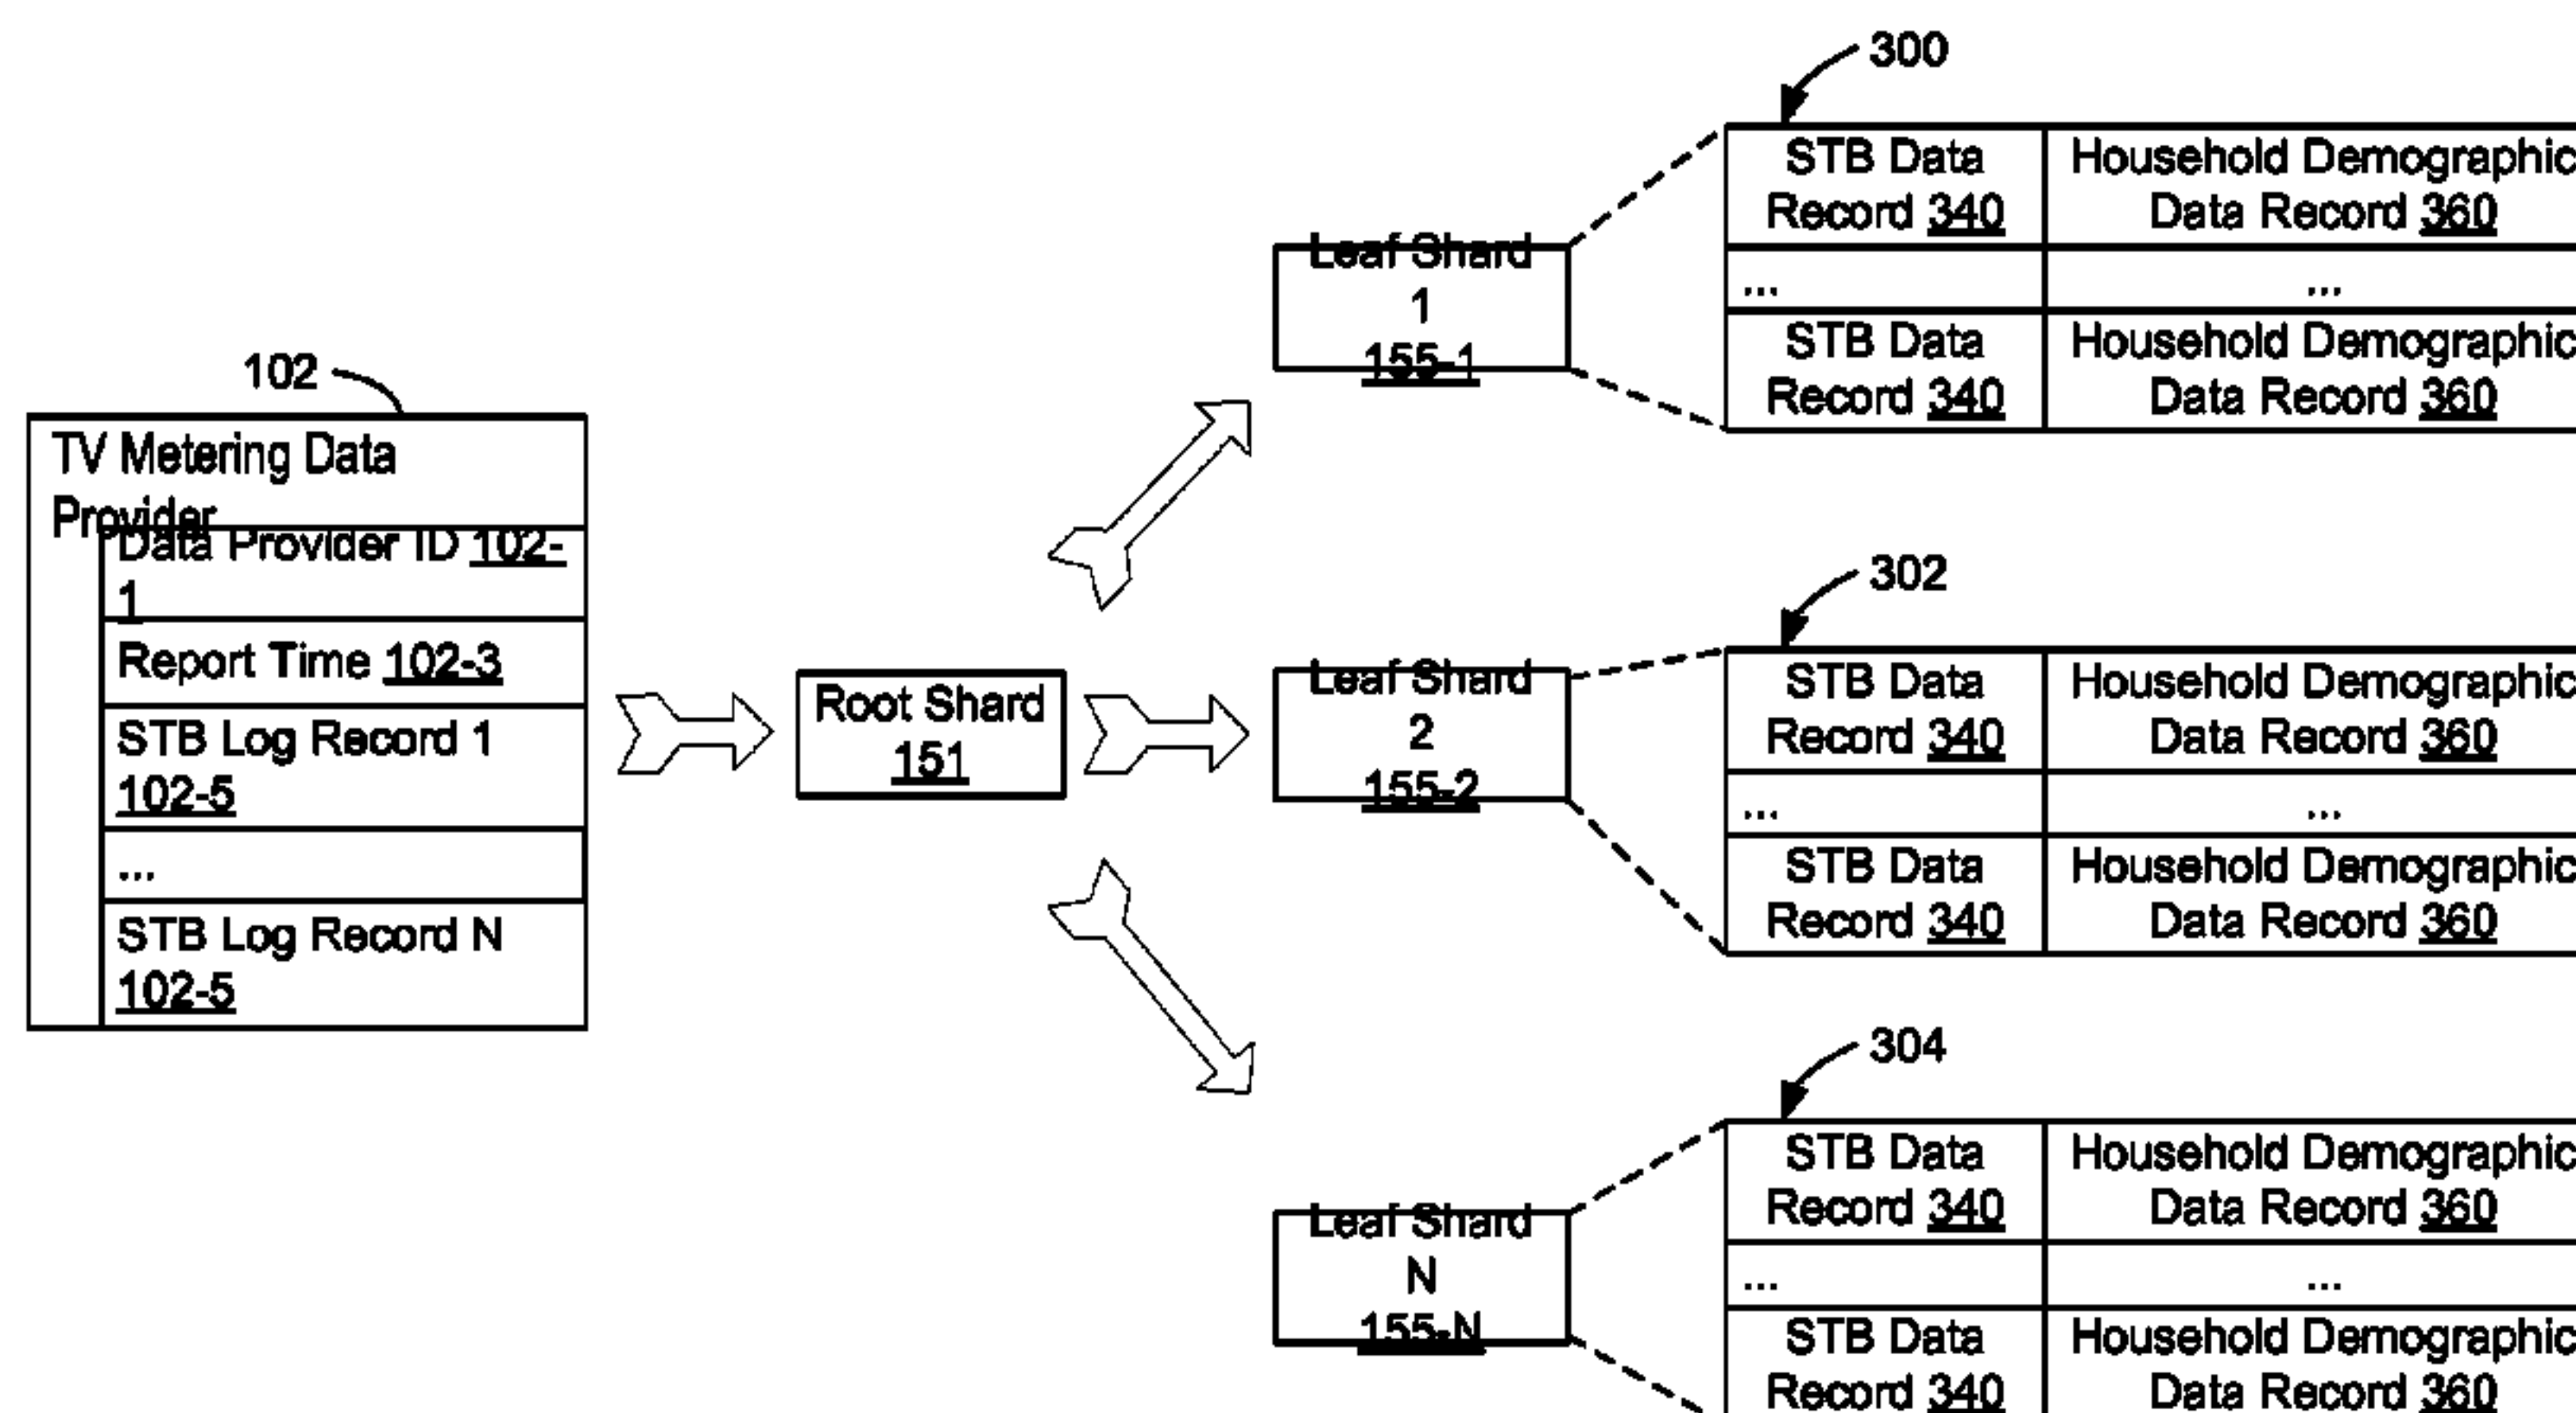 102
TV Metering Data
Provider
Data Provider ID 102-
1
Report Time 102-3
STB Log Record 1
102-5
...
STB Log Record N
102-5
Root Shard
151
Leaf Shard
1
155-1
300
STB Data
Record 340
Household Demographic
Data Record 360
...
...
STB Data
Record 340
Household Demographic
Data Record 360
Leaf Shard
2
155-2
302
STB Data
Record 340
Household Demographic
Data Record 360
...
...
STB Data
Record 340
Household Demographic
Data Record 360
Leaf Shard
N
155-N
304
STB Data
Record 340
Household Demographic
Data Record 360
...
...
STB Data
Record 340
Household Demographic
Data Record 360